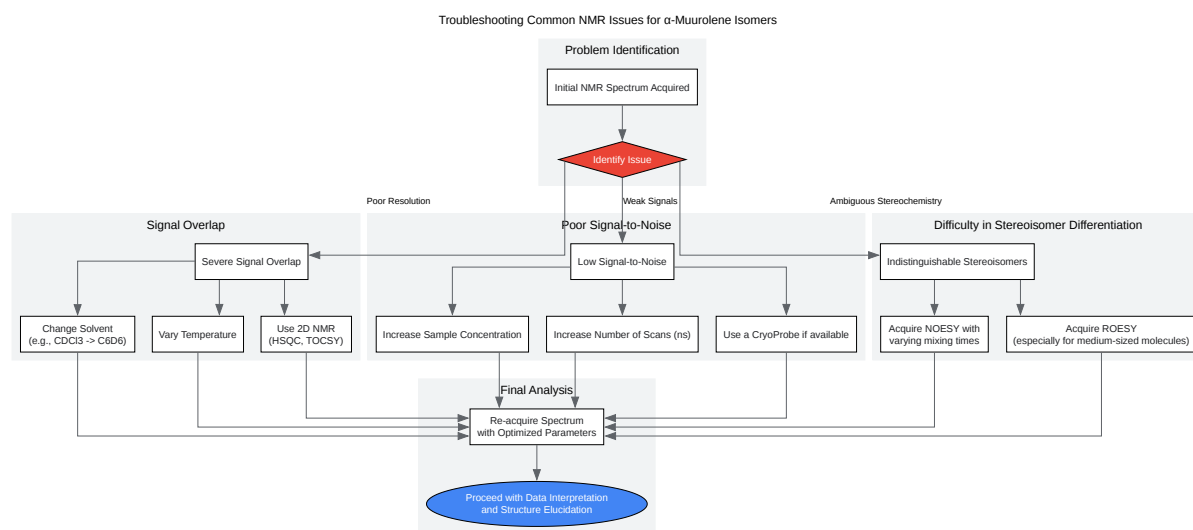 Troubleshooting Common NMR Issues for α-Muurolene Isomers
Problem Identification
Initial NMR Spectrum Acquired
Identify Issue
Poor Resolution
Weak Signals
Ambiguous Stereochemistry
Signal Overlap
Poor Signal-to-Noise
Difficulty in Stereoisomer Differentiation
Severe Signal Overlap
Low Signal-to-Noise
Indistinguishable Stereoisomers
Change Solvent
(e.g., CDCl3 -> C6D6)
Vary Temperature
Use 2D NMR
(HSQC, TOCSY)
Increase Sample Concentration
Increase Number of Scans (ns)
Use a CryoProbe if available
Acquire NOESY with
varying mixing times
Acquire ROESY
(especially for medium-sized molecules)
Final Analysis
Re-acquire Spectrum
with Optimized Parameters
Proceed with Data Interpretation
and Structure Elucidation